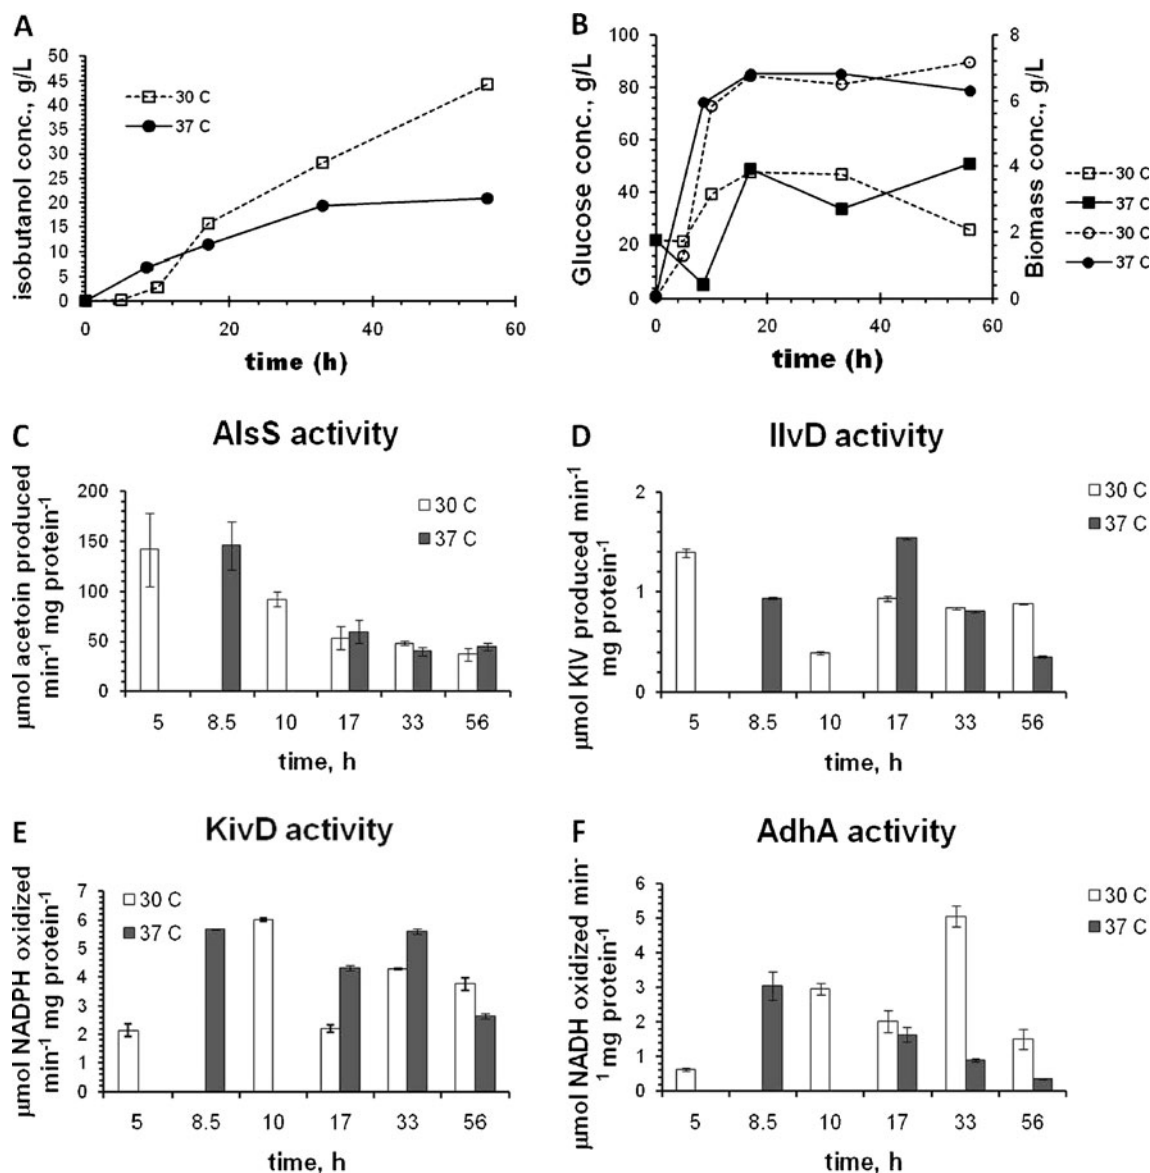 A
isobutanol conc., g/L
50
45
40
35
30
25
20
15
10
5
0
0 20 40 60
time (h)
30 C
37 C
B
Glucose conc., g/L
100
80
60
40
20
0
8
6
4
2
0
Biomass conc., g/L
0 20 40 60
time (h)
30 C
37 C
30 C
37 C
C
AlsS activity
µmol acetoin produced
min-1 mg protein-1
200
150
100
50
0
30 C
37 C
5 8.5 10 17 33 56
time, h
D
IlvD activity
µmol KIV produced min-1
mg protein-1
2
1
0
30 C
37 C
5 8.5 10 17 33 56
time, h
E
KivD activity
µmol NADPH oxidized
min-1 mg protein-1
7
6
5
4
3
2
1
0
30 C
37 C
5 8.5 10 17 33 56
time, h
F
AdhA activity
µmol NADH oxidized min-
1 mg protein-1
6
5
4
3
2
1
0
30 C
37 C
5 8.5 10 17 33 56
time, h